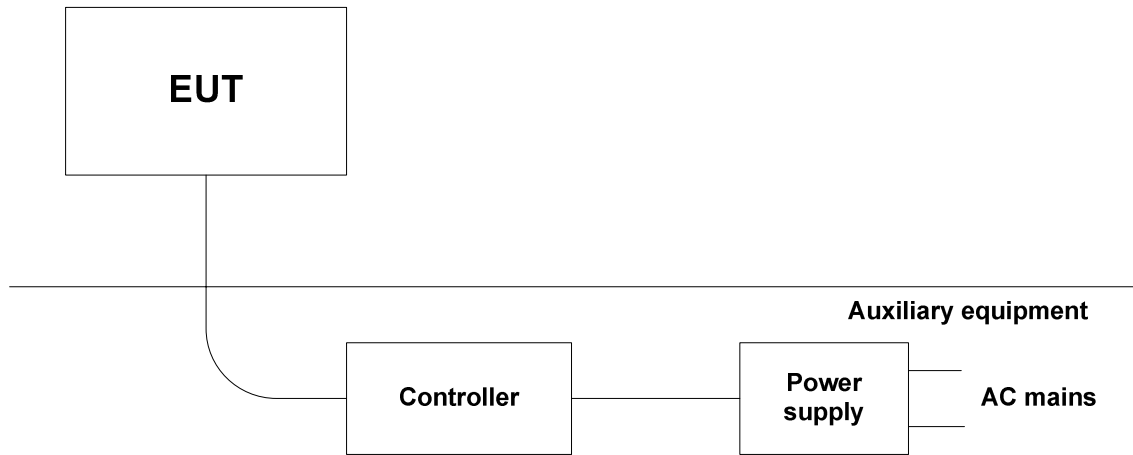 EUT
Auxiliary equipment
Controller
Power
supply
AC mains